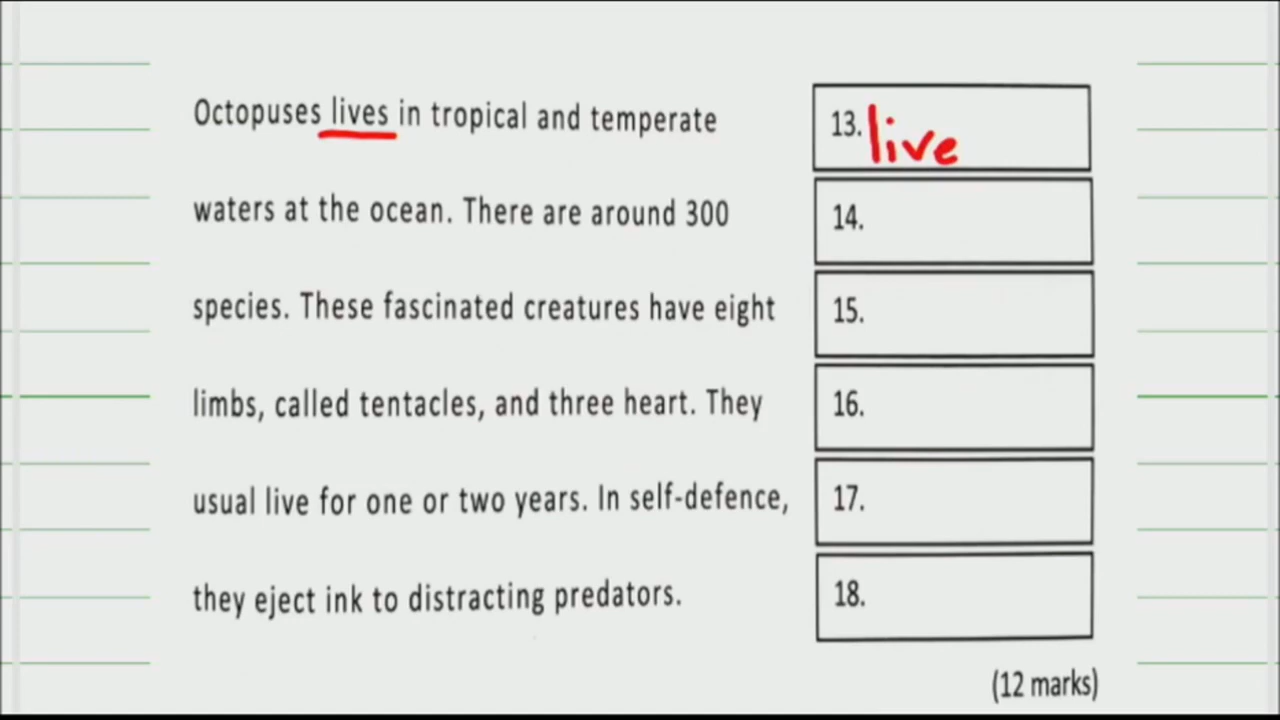 Octopuses lives in tropical and temperate
13. live
waters at the ocean. There are around 300
14.
species. These fascinated creatures have eight
15.
limbs, called tentacles, and three heart. They
16.
usual live for one or two years. In self-defence,
17.
they eject ink to distracting predators.
18.
(12 marks)